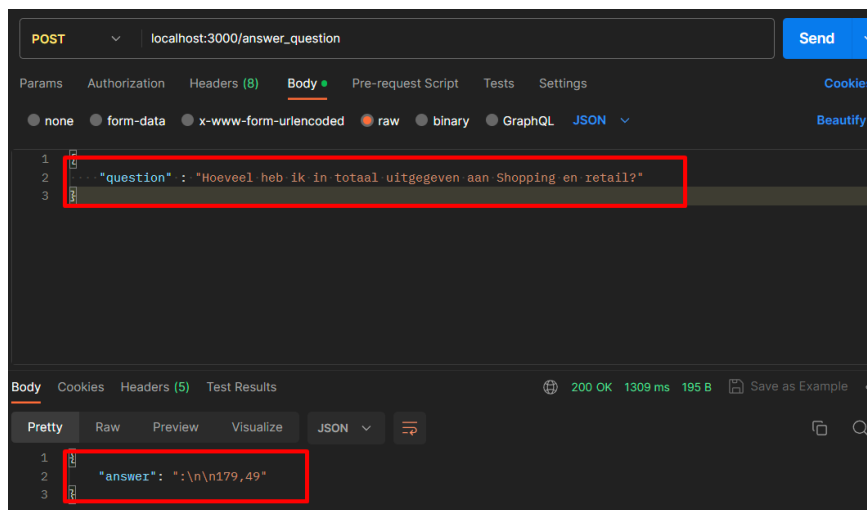 POST localhost:3000/answer_question Send
Params Authorization Headers (8) Body Pre-request Script Tests Settings Cookies
none form-data x-www-form-urlencoded raw binary GraphQL JSON Beautify
1 {
2 ····"question"·:·"Hoeveel·heb·ik·in·totaal·uitgegeven·aan·Shopping·en·retail?"
3 }
Body Cookies Headers (5) Test Results 200 OK 1309 ms 195 B Save as Example
Pretty Raw Preview Visualize JSON
1 {
2 "answer": ":\n\n179,49"
3 }